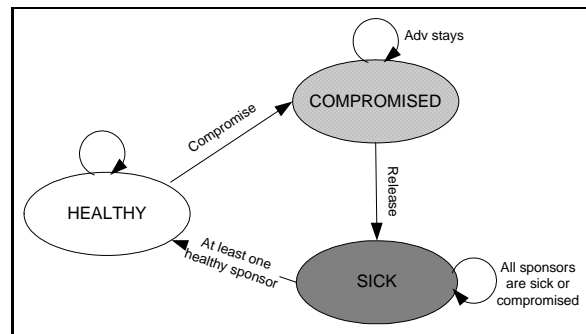 Adv stays
COMPROMISED
Compromise
Release
HEALTHY
At least one
healthy sponsor
SICK
All sponsors
are sick or
compromised